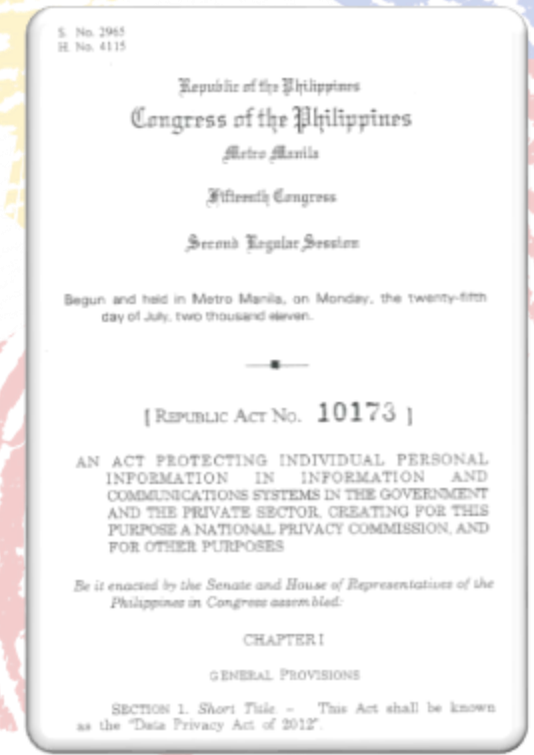 S. No. 2965
H. No. 4115
Republic of the Philippines
Congress of the Philippines
Metro Manila
Fifteenth Congress
Second Regular Session
Begun and held in Metro Manila, on Monday, the twenty-fifth
day of July, two thousand eleven.
[ REPUBLIC ACT NO. 10173 ]
AN ACT PROTECTING INDIVIDUAL PERSONAL
INFORMATION IN INFORMATION AND
COMMUNICATIONS SYSTEMS IN THE GOVERNMENT
AND THE PRIVATE SECTOR, CREATING FOR THIS
PURPOSE A NATIONAL PRIVACY COMMISSION, AND
FOR OTHER PURPOSES
Be it enacted by the Senate and House of Representatives of the
Philippines in Congress assembled:
CHAPTER I
GENERAL PROVISIONS
SECTION 1. Short Title. – This Act shall be known
as the "Data Privacy Act of 2012".